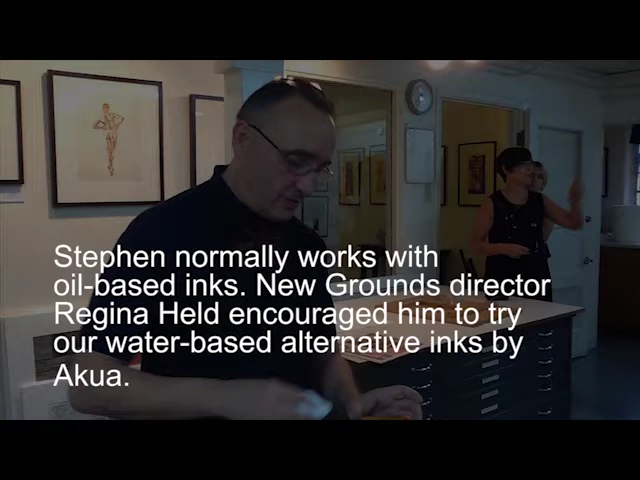 Stephen normally works with
oil-based inks. New Grounds director
Regina Held encouraged him to try
our water-based alternative inks by
Akua.